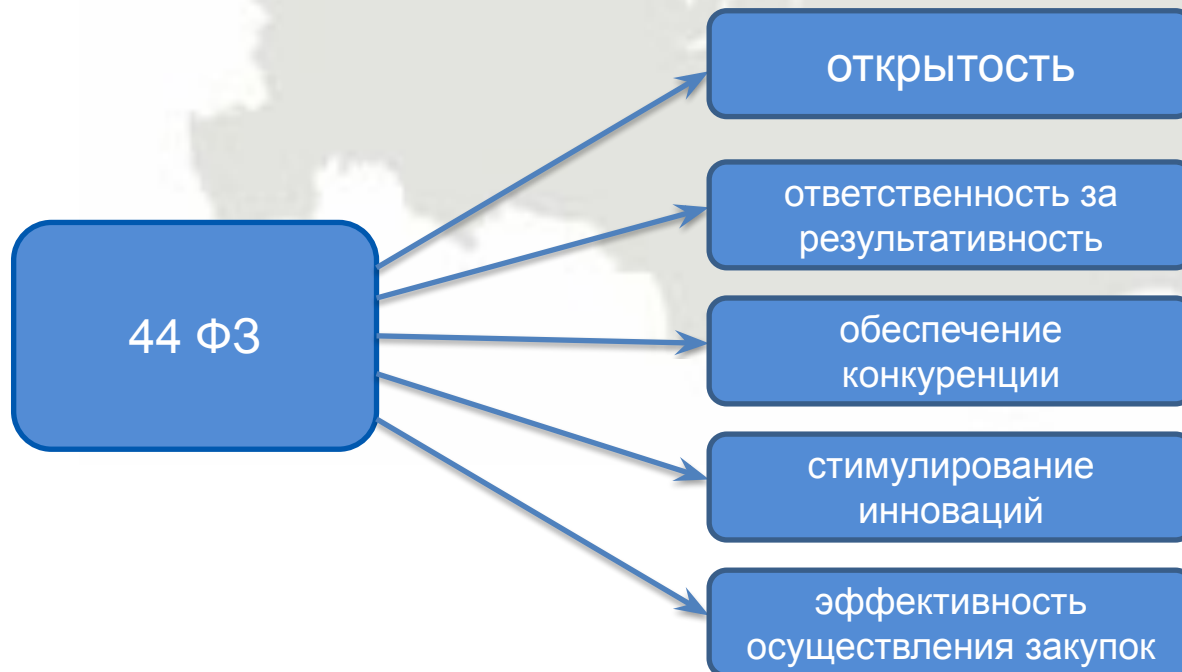 44 ФЗ
открытость
ответственность за
результативность
обеспечение
конкуренции
стимулирование
инноваций
эффективность
осуществления закупок